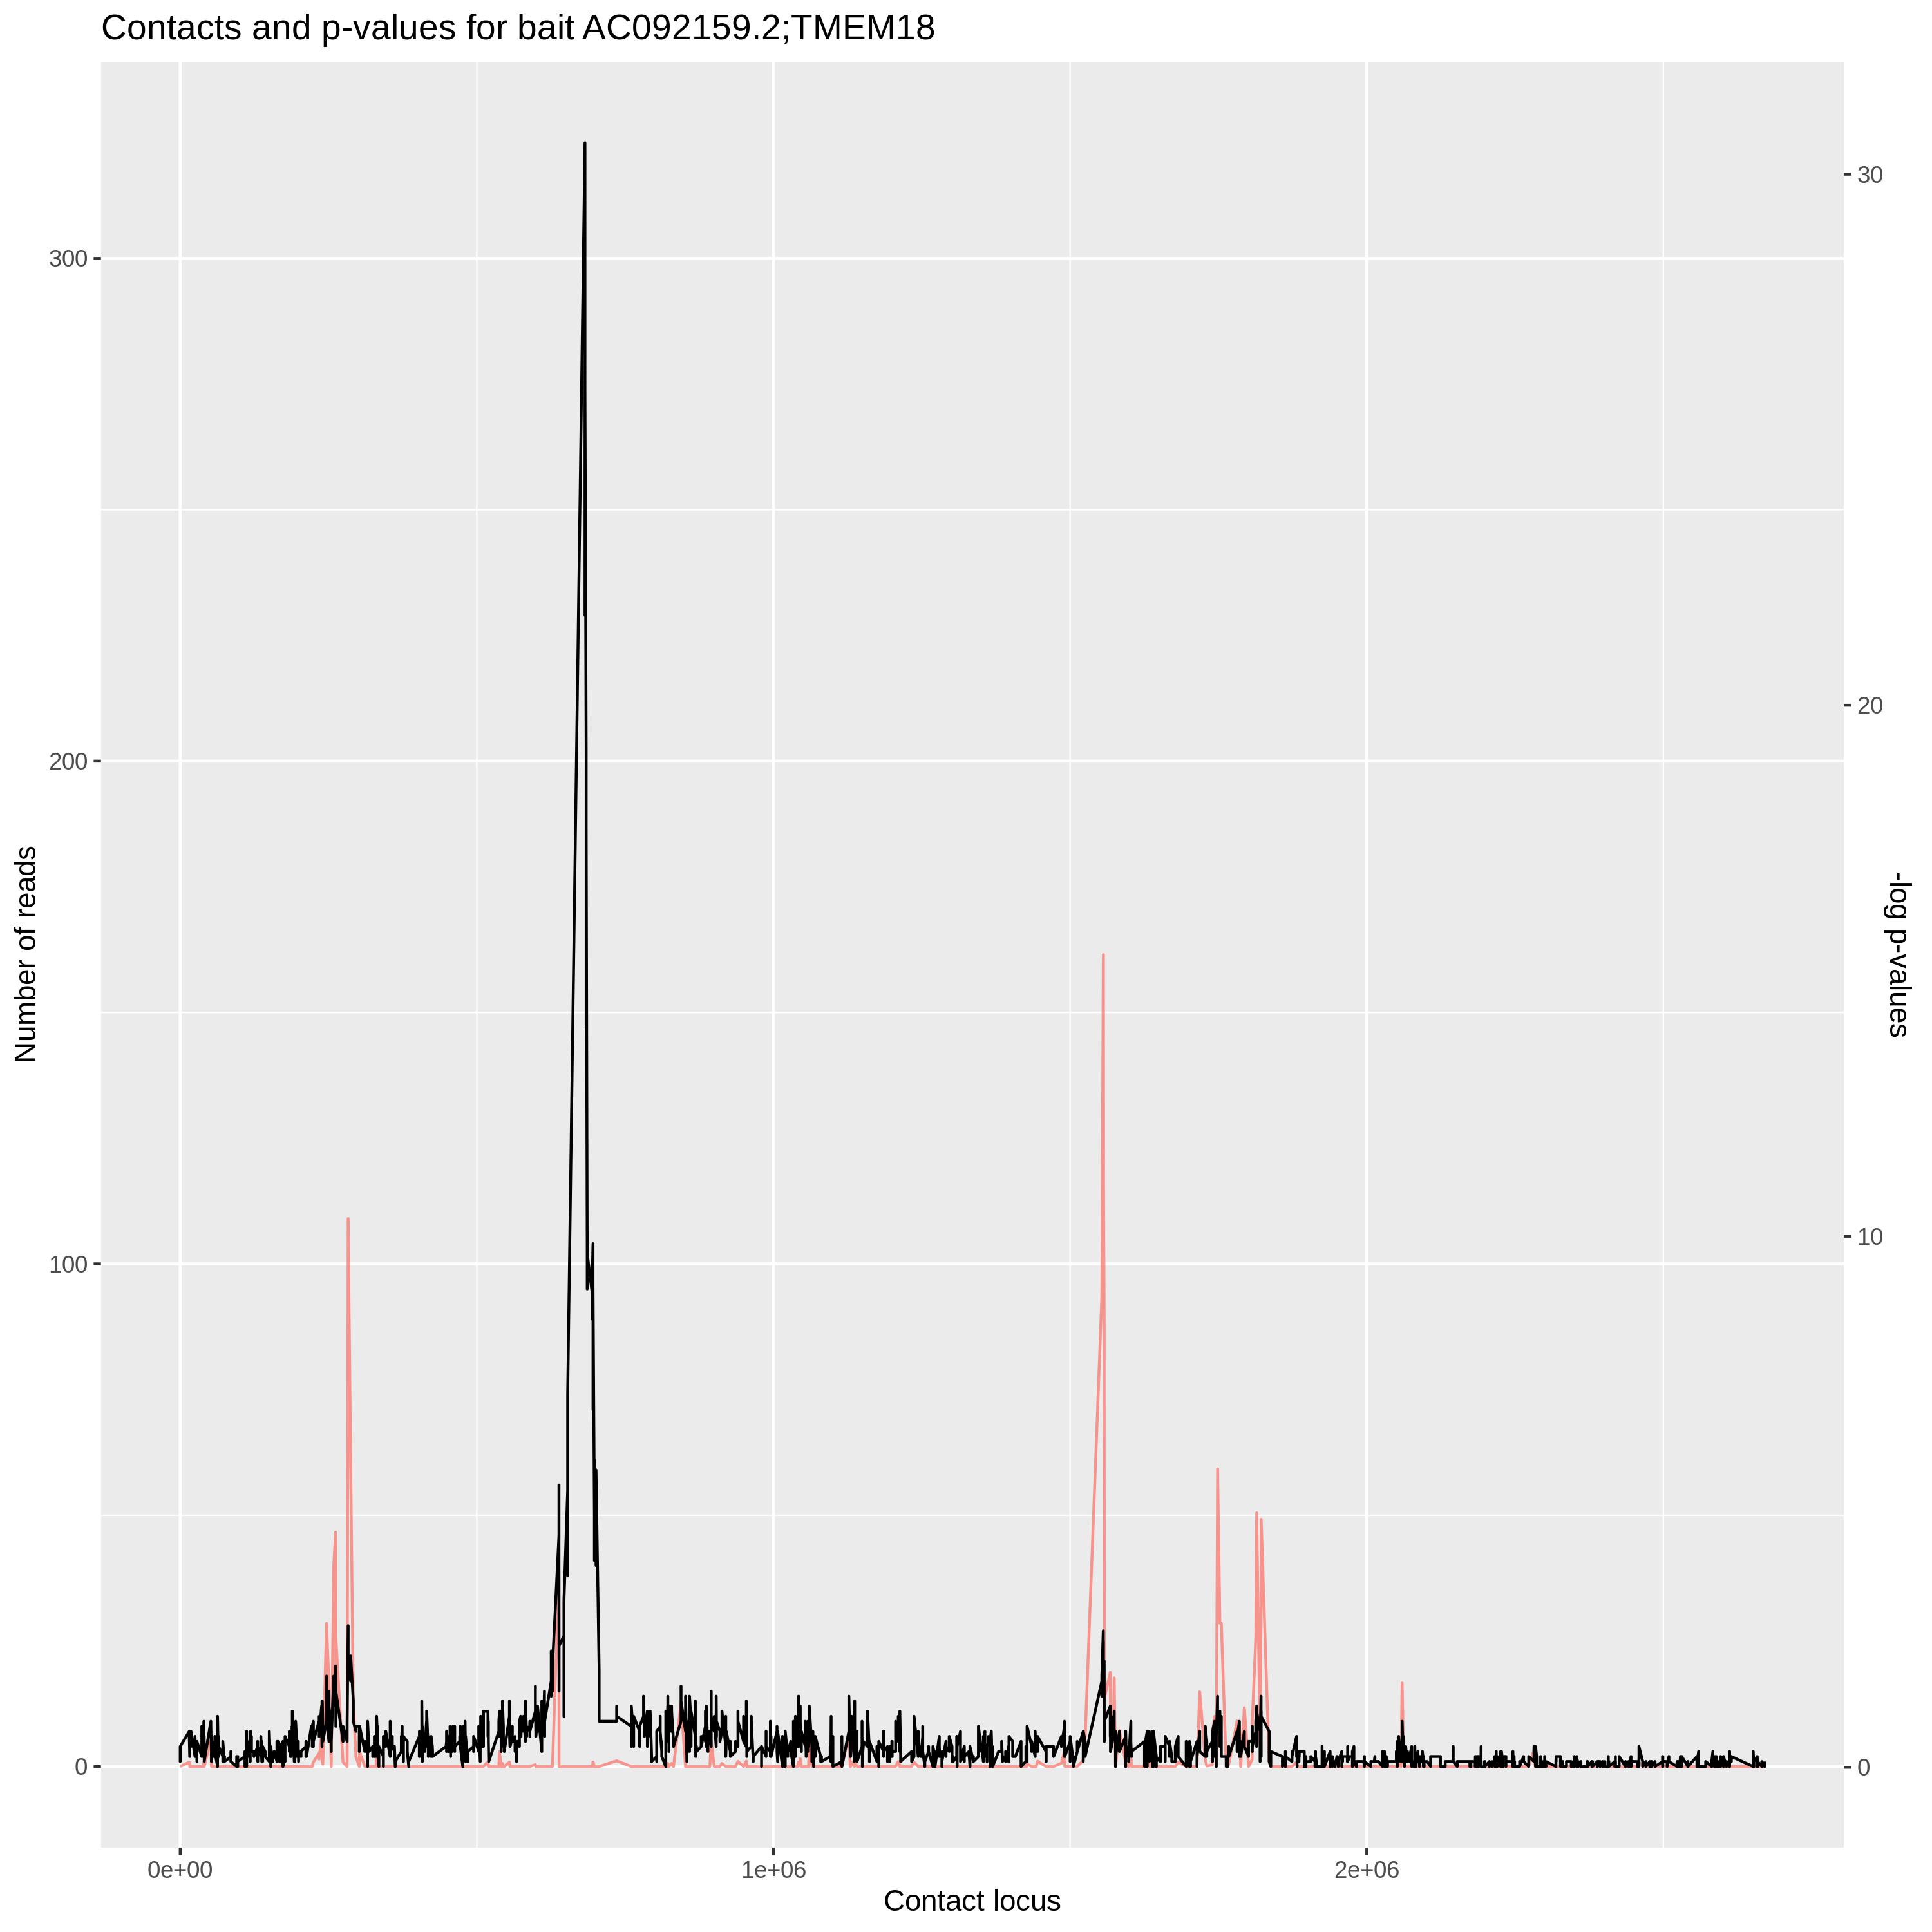 Contacts and p-values for bait AC092159.2;TMEM18
300
200
100
0
Number of reads
30
20
10
0
-log p-values
0e+00
1e+06
2e+06
Contact locus